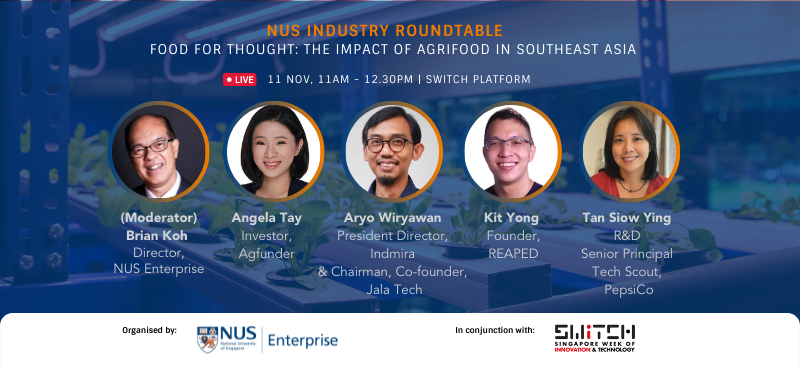 NUS INDUSTRY ROUNDTABLE
FOOD FOR THOUGHT: THE IMPACT OF AGRIFOOD IN SOUTHEAST ASIA
LIVE 11 NOV, 11AM – 12.30PM | SWITCH PLATFORM
(Moderator)
Brian Koh
Director,
NUS Enterprise
Angela Tay
Investor,
Agfunder
Aryo Wiryawan
President Director,
Indmira
& Chairman, Co-founder,
Jala Tech
Kit Yong
Founder,
REAPED
Tan Siow Ying
R&D
Senior Principal
Tech Scout,
PepsiCo
Organised by:
NUS
National University
of Singapore
Enterprise
In conjunction with:
SWiTCH
SINGAPORE WEEK OF
INNOVATION & TECHNOLOGY